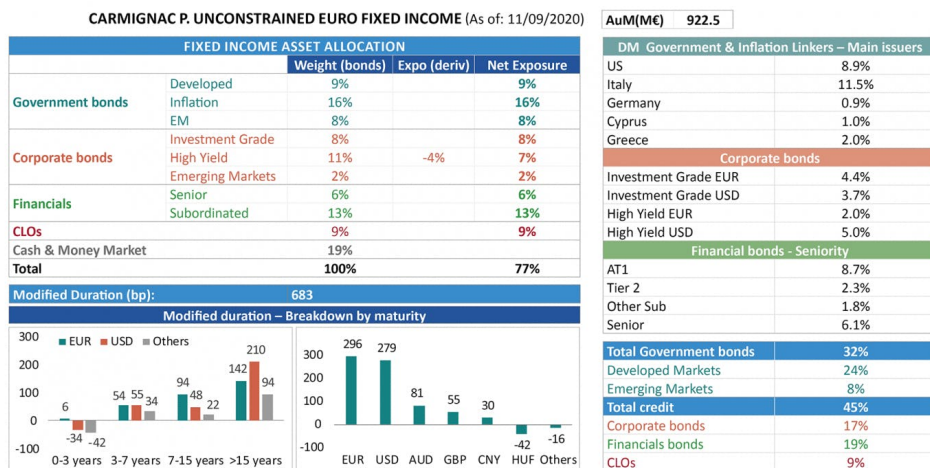 CARMIGNAC P. UNCONSTRAINED EURO FIXED INCOME (As of: 11/09/2020)
AuM(M€) 922.5
FIXED INCOME ASSET ALLOCATION
Weight (bonds) Expo (deriv) Net Exposure
Government bonds
Developed 9% 9%
Inflation 16% 16%
EM 8% 8%
Corporate bonds
Investment Grade 8% 8%
High Yield 11% -4% 7%
Emerging Markets 2% 2%
Financials
Senior 6% 6%
Subordinated 13% 13%
CLOs 9% 9%
Cash & Money Market 19%
Total 100% 77%
Modified Duration (bp): 683
Modified duration – Breakdown by maturity
EUR USD Others
300
200
100
0
-100
6 -34 -42
54 55 34
94 48 22
142 210 94
0-3 years 3-7 years 7-15 years >15 years
300
200
100
0
-100
296 279 81 55 30 -42 -16
EUR USD AUD GBP CNY HUF Others
DM Government & Inflation Linkers – Main issuers
US 8.9%
Italy 11.5%
Germany 0.9%
Cyprus 1.0%
Greece 2.0%
Corporate bonds
Investment Grade EUR 4.4%
Investment Grade USD 3.7%
High Yield EUR 2.0%
High Yield USD 5.0%
Financial bonds - Seniority
AT1 8.7%
Tier 2 2.3%
Other Sub 1.8%
Senior 6.1%
Total Government bonds 32%
Developed Markets 24%
Emerging Markets 8%
Total credit 45%
Corporate bonds 17%
Financials bonds 19%
CLOs 9%